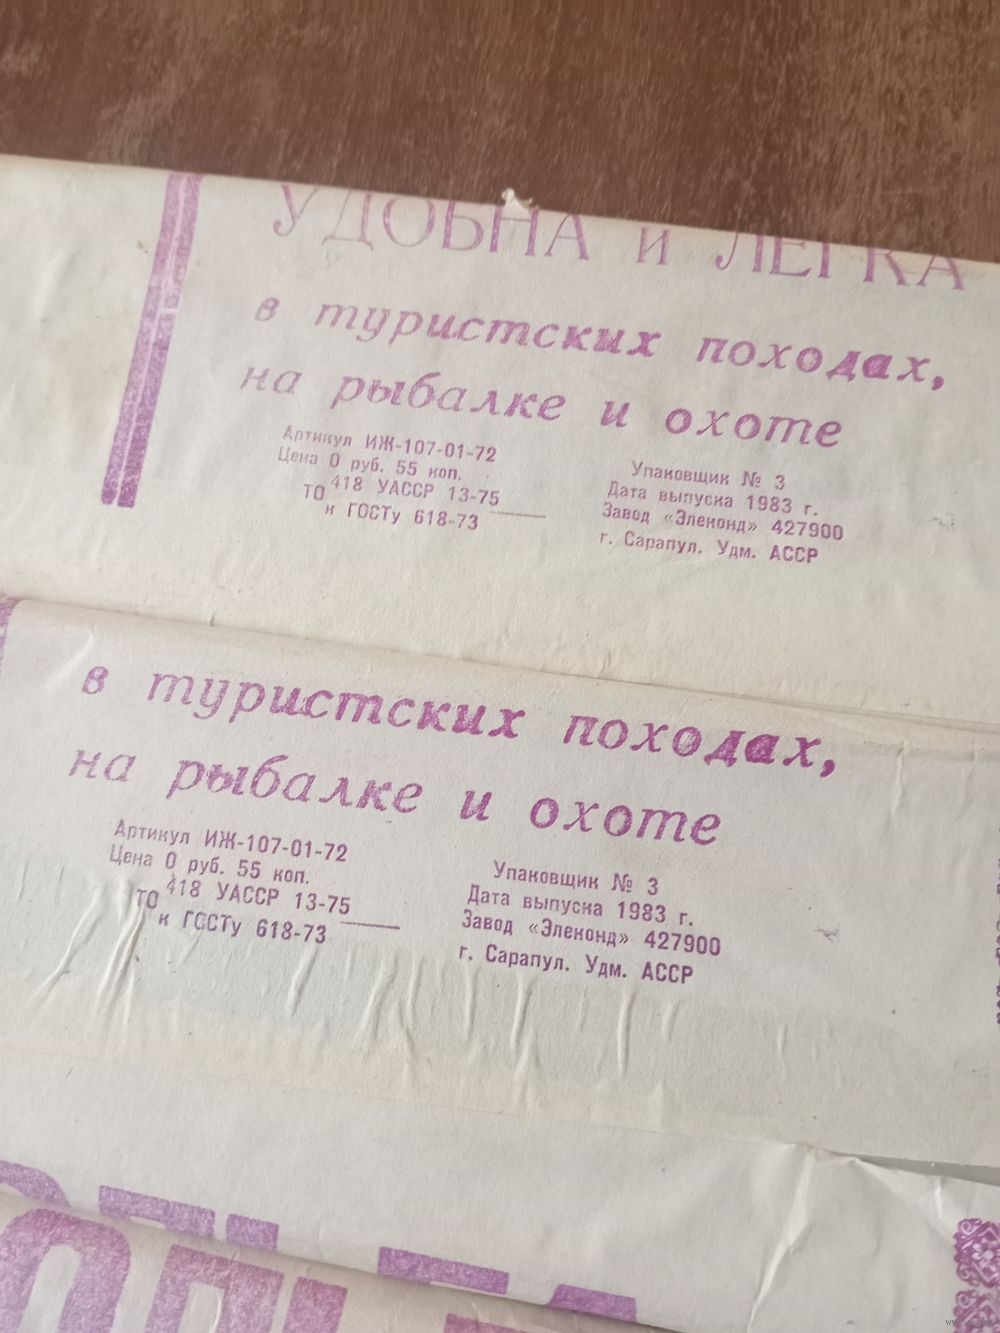 УДОБНА и ЛЕГКА
в туристских походах,
на рыбалке и охоте
Артикул ИЖ-107-01-72
Цена 0 руб. 55 коп.
ТО 418 УАССР 13-75
к ГОСТу 618-73
Упаковщик № 3
Дата выпуска 1983 г.
Завод «Элеконд» 427900
г. Сарапул. Удм. АССР
в туристских походах,
на рыбалке и охоте
Артикул ИЖ-107-01-72
Цена 0 руб. 55 коп.
ТО 418 УАССР 13-75
к ГОСТу 618-73
Упаковщик № 3
Дата выпуска 1983 г.
Завод «Элеконд» 427900
г. Сарапул. Удм. АССР